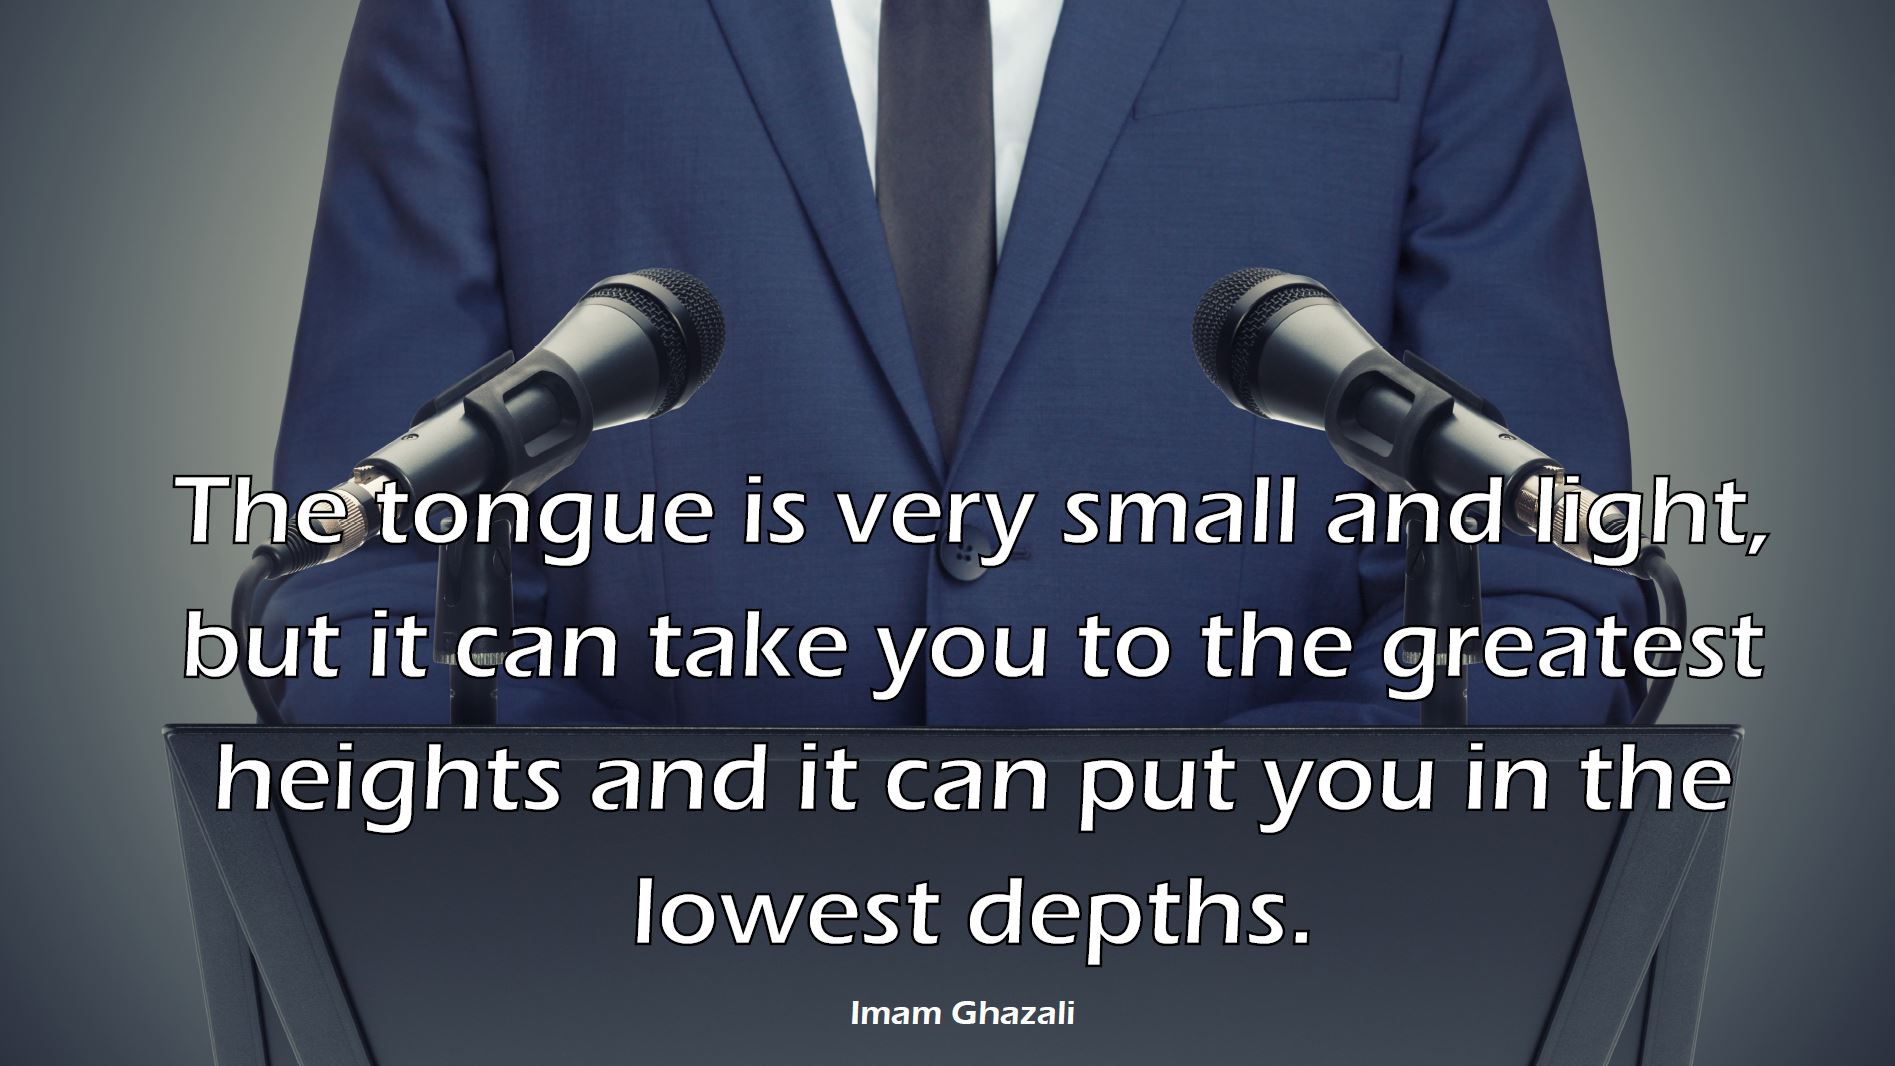 The tongue is very small and light,
but it can take you to the greatest
heights and it can put you in the
lowest depths.
Imam Ghazali